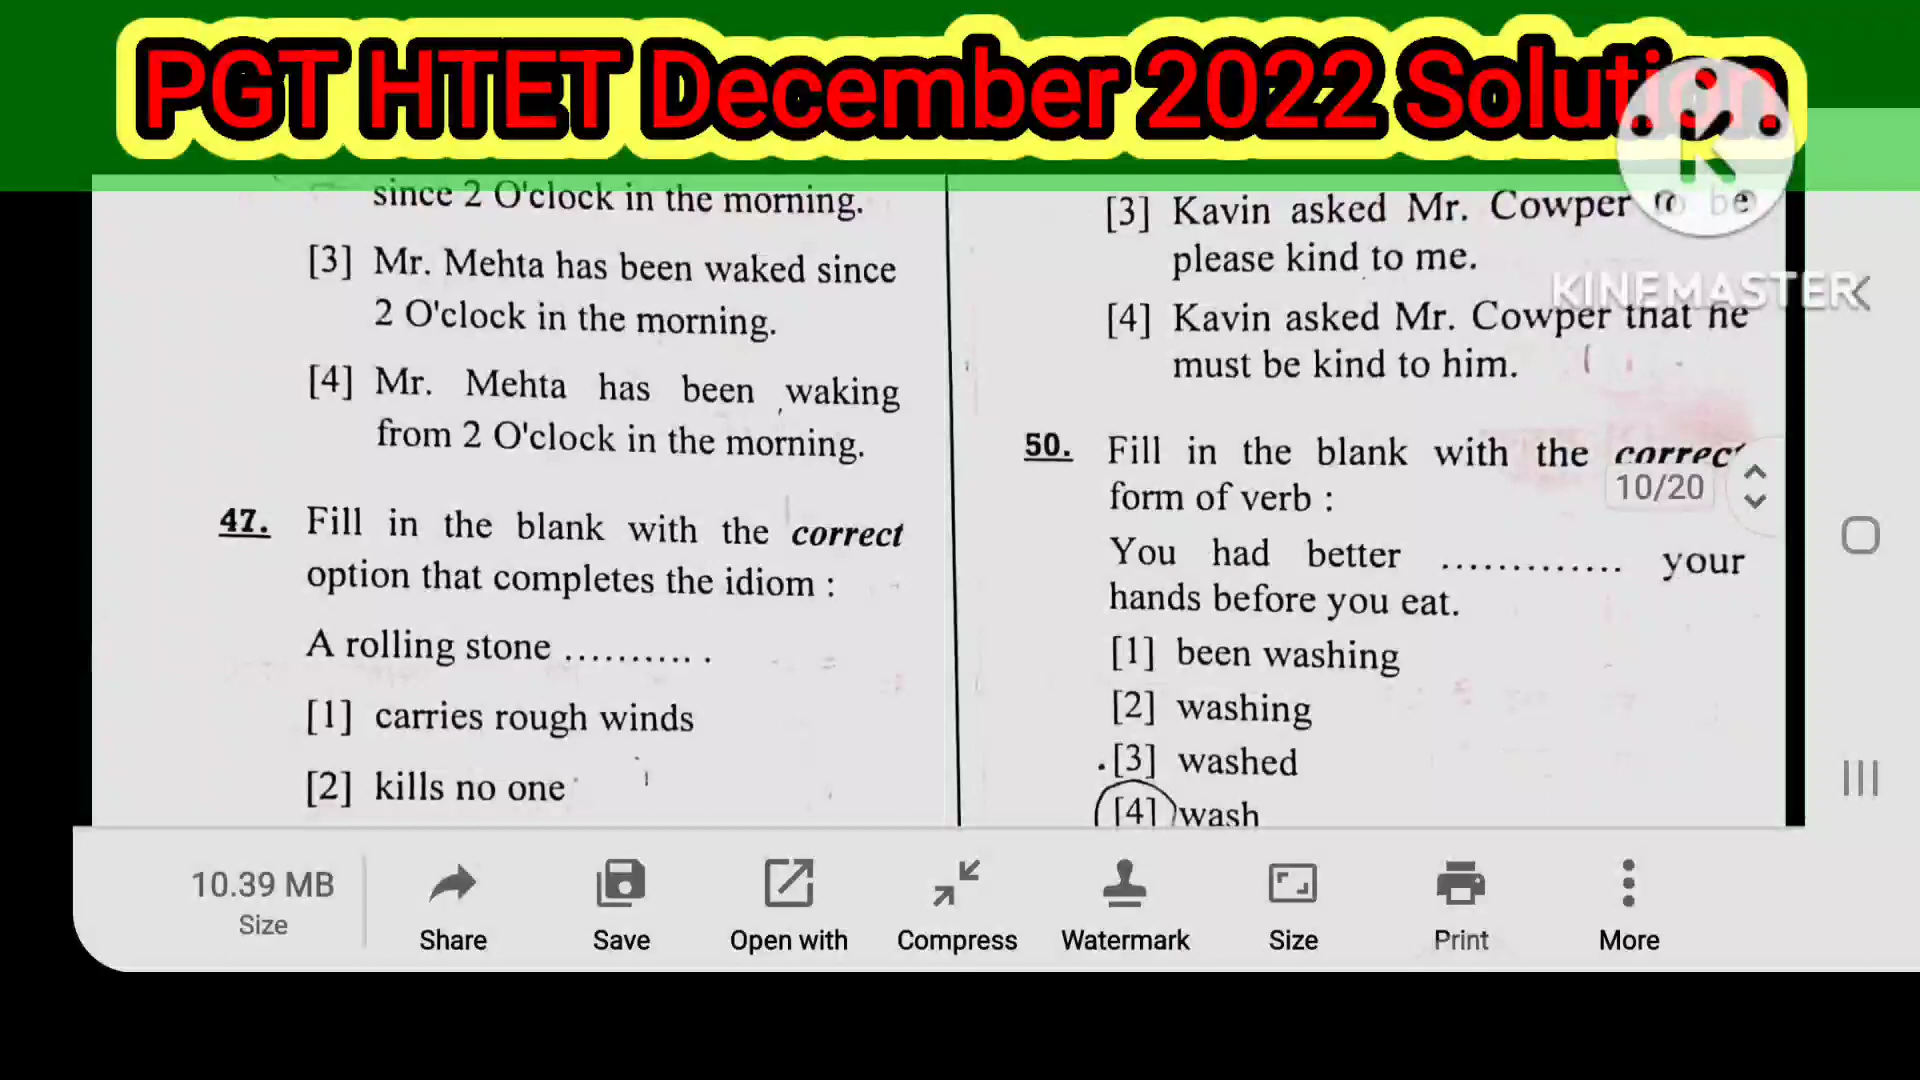 PGT HTET December 2022 Solution
since 2 O'clock in the morning.
[3] Mr. Mehta has been waked since
2 O'clock in the morning.
[4] Mr. Mehta has been waking
from 2 O'clock in the morning.
47. Fill in the blank with the correct
option that completes the idiom :
A rolling stone .......... .
[1] carries rough winds
[2] kills no one
[3] Kavin asked Mr. Cowper to be
please kind to me.
[4] Kavin asked Mr. Cowper that he
must be kind to him.
50. Fill in the blank with the correct
form of verb :
You had better ............. your
hands before you eat.
[1] been washing
[2] washing
[3] washed
[4] wash
K
KINEMASTER
10/20
10.39 MB
Size
Share
Save
Open with
Compress
Watermark
Size
Print
More